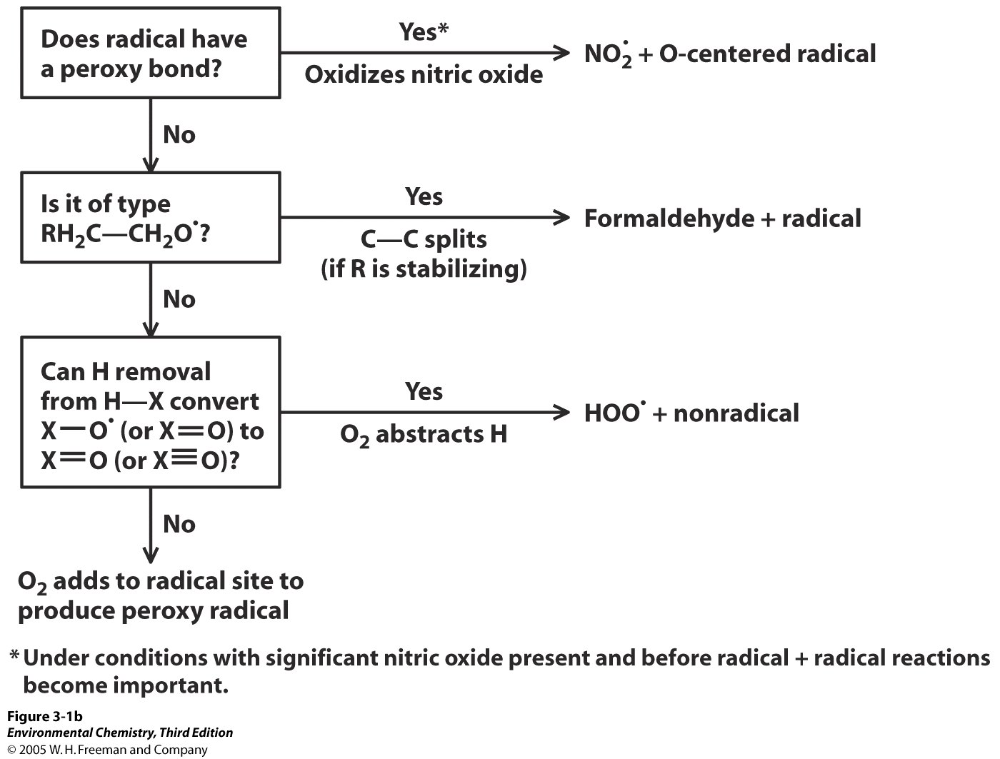 Does radical have
a peroxy bond?
Yes*
Oxidizes nitric oxide
NO₂• + O-centered radical
No
Is it of type
RH₂C—CH₂O•?
Yes
C—C splits
(if R is stabilizing)
Formaldehyde + radical
No
Can H removal
from H—X convert
X—O• (or X=O) to
X=O (or X≡O)?
Yes
O₂ abstracts H
HOO• + nonradical
No
O₂ adds to radical site to
produce peroxy radical
* Under conditions with significant nitric oxide present and before radical + radical reactions
become important.
Figure 3-1b
Environmental Chemistry, Third Edition
© 2005 W. H. Freeman and Company